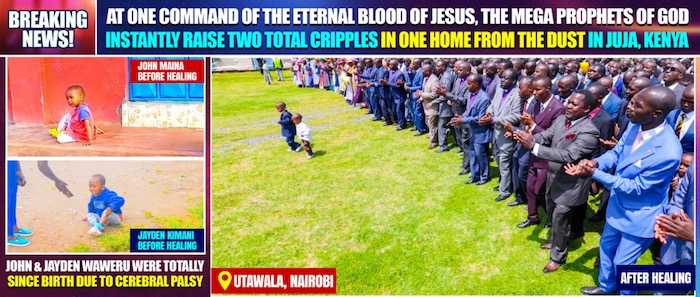 BREAKING
NEWS!
AT ONE COMMAND OF THE ETERNAL BLOOD OF JESUS, THE MEGA PROPHETS OF GOD
INSTANTLY RAISE TWO TOTAL CRIPPLES IN ONE HOME FROM THE DUST IN JUJA, KENYA
JOHN MAINA
BEFORE HEALING
JAYDEN KIMANI
BEFORE HEALING
JOHN & JAYDEN WAWERU WERE TOTALLY
SINCE BIRTH DUE TO CEREBRAL PALSY
UTAWALA, NAIROBI
AFTER HEALING